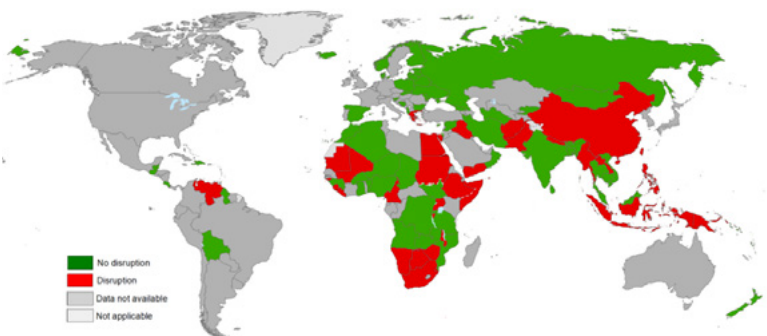 No disruption
Disruption
Data not available
Not applicable